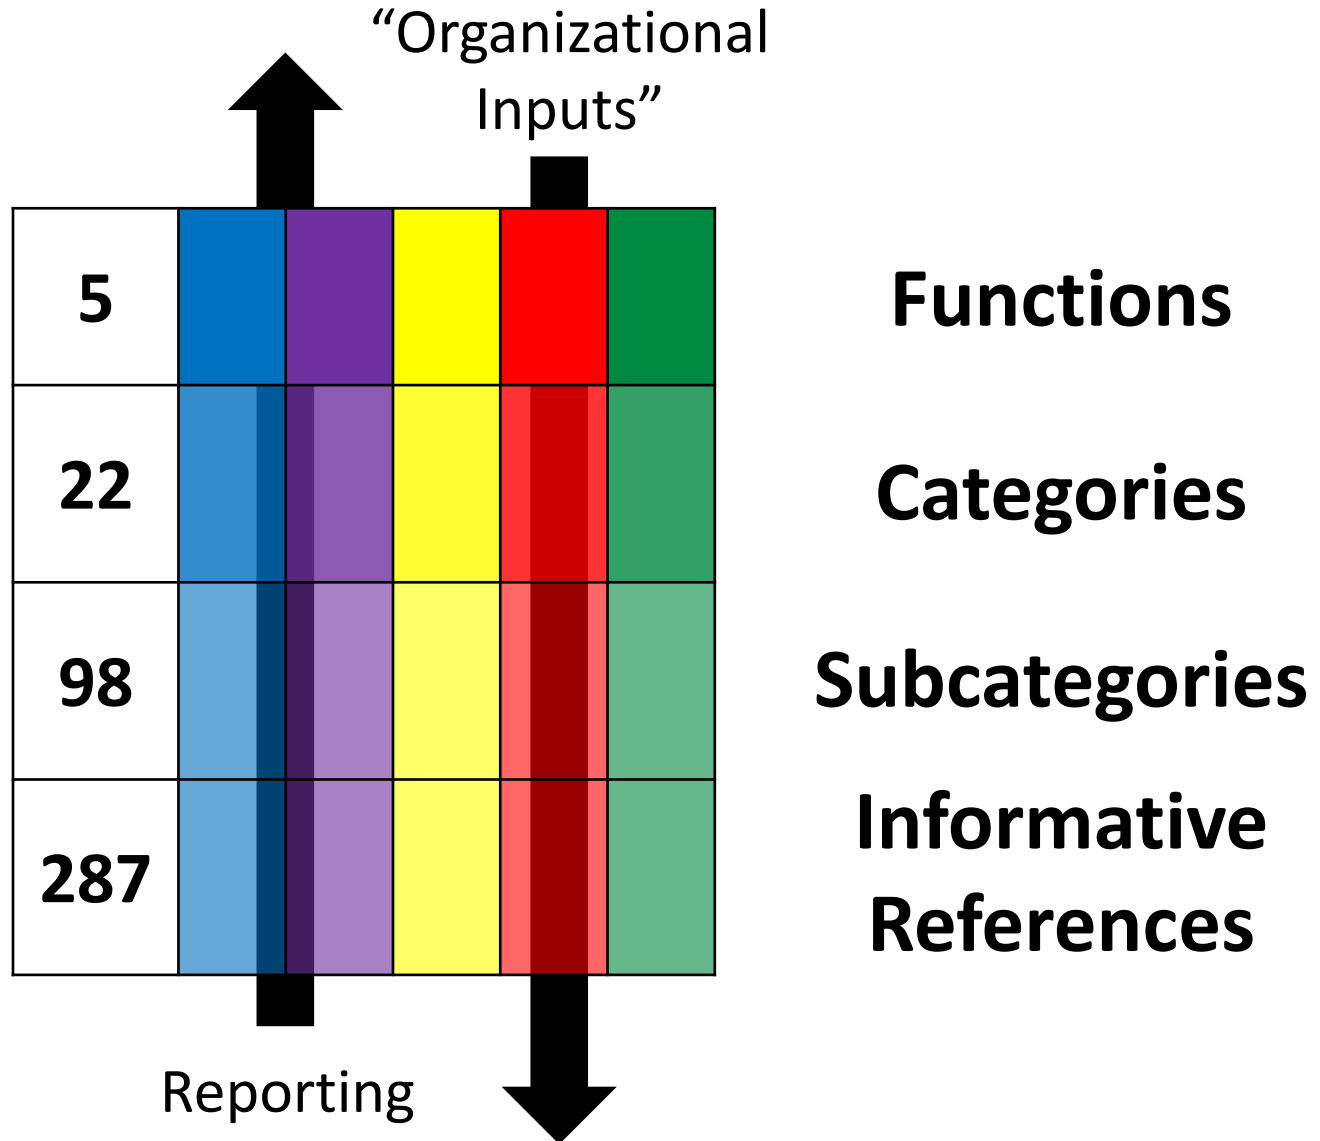 “Organizational
Inputs”
5
Functions
22
Categories
98
Subcategories
287
Informative
References
Reporting